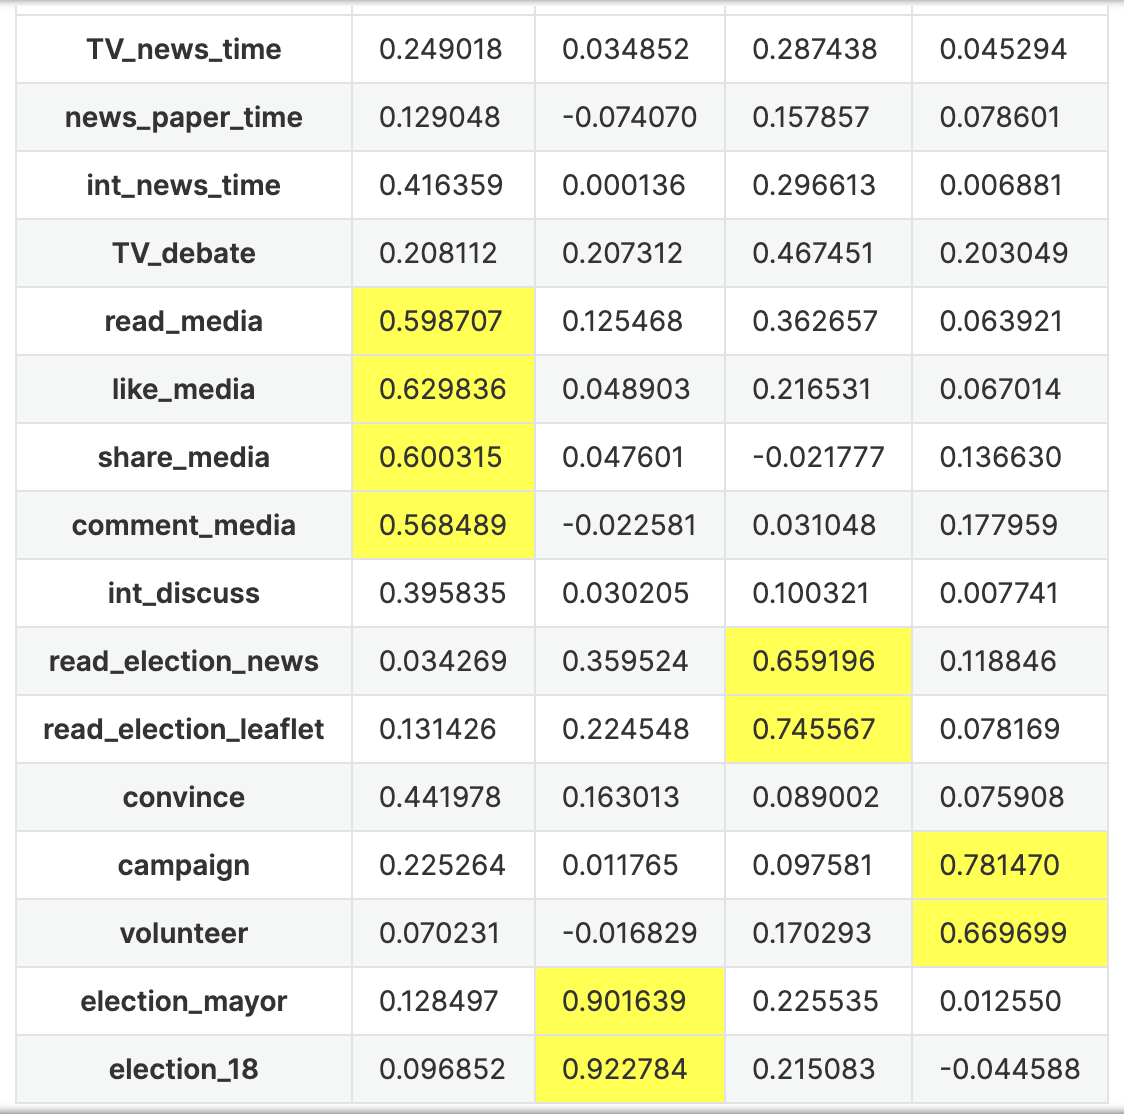 TV_news_time 0.249018 0.034852 0.287438 0.045294
news_paper_time 0.129048 -0.074070 0.157857 0.078601
int_news_time 0.416359 0.000136 0.296613 0.006881
TV_debate 0.208112 0.207312 0.467451 0.203049
read_media 0.598707 0.125468 0.362657 0.063921
like_media 0.629836 0.048903 0.216531 0.067014
share_media 0.600315 0.047601 -0.021777 0.136630
comment_media 0.568489 -0.022581 0.031048 0.177959
int_discuss 0.395835 0.030205 0.100321 0.007741
read_election_news 0.034269 0.359524 0.659196 0.118846
read_election_leaflet 0.131426 0.224548 0.745567 0.078169
convince 0.441978 0.163013 0.089002 0.075908
campaign 0.225264 0.011765 0.097581 0.781470
volunteer 0.070231 -0.016829 0.170293 0.669699
election_mayor 0.128497 0.901639 0.225535 0.012550
election_18 0.096852 0.922784 0.215083 -0.044588